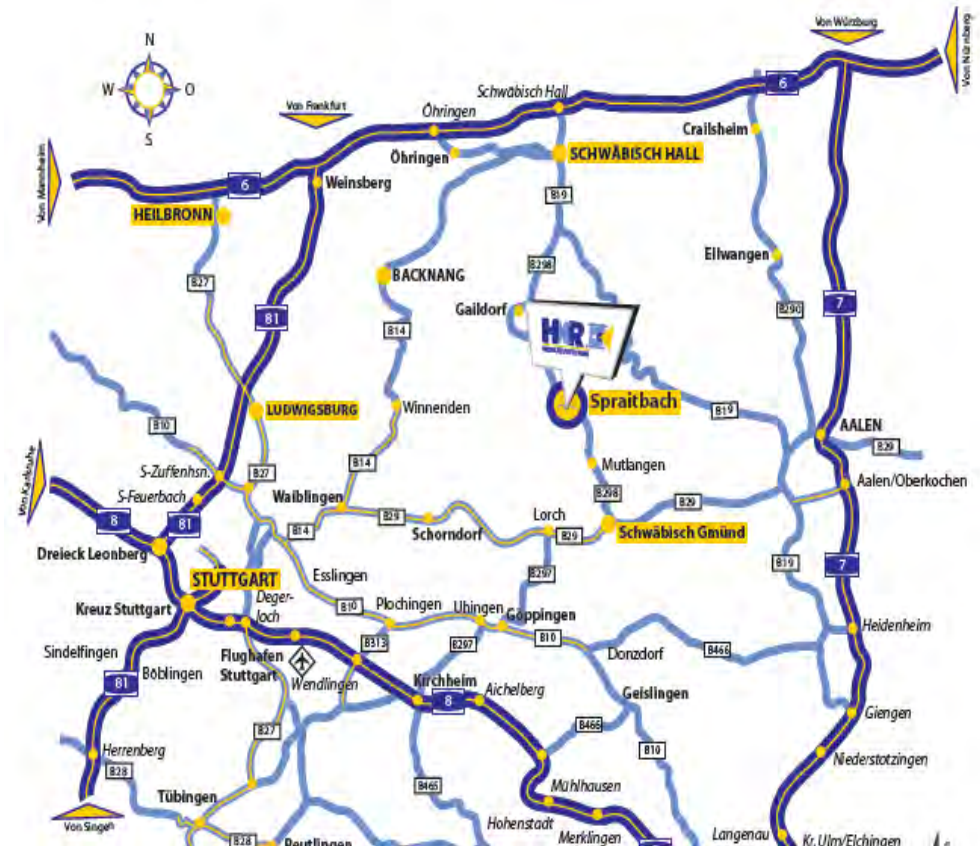 Von Würzburg
Von Nürnberg
N
W
O
S
6
Schwäbisch Hall
Von Frankfurt
Öhringen
Crailsheim
Öhringen
SCHWÄBISCH HALL
Von Mannheim
6
Weinsberg
B19
HEILBRONN
Ellwangen
B298
BACKNANG
B27
Gaildorf
B290
7
81
B14
H
R
E
Spraitbach
Winnenden
LUDWIGSBURG
B19
B10
AALEN
B29
S-Zuffenhsn.
B27
B14
Mutlangen
Aalen/Oberkochen
Von Karlsruhe
S-Feuerbach
Waiblingen
B298
B29
8
81
B14
B29
Lorch
Schorndorf
B29
Schwäbisch Gmünd
Dreieck Leonberg
B19
7
STUTTGART
Esslingen
B297
Deger-
loch
Kreuz Stuttgart
B10
Plochingen
Uhingen
Göppingen
Heidenheim
B313
B297
B10
Sindelfingen
Flughafen
Stuttgart
Donzdorf
B466
Böblingen
Wendlingen
Kirchheim
81
Aichelberg
Geislingen
8
Giengen
B27
B466
Herrenberg
B10
Niederstotzingen
B28
B465
Mühlhausen
Tübingen
Hohenstadt
Von Singen
Merklingen
Langenau
Kr. Ulm/Elchingen
B28
Reutlingen